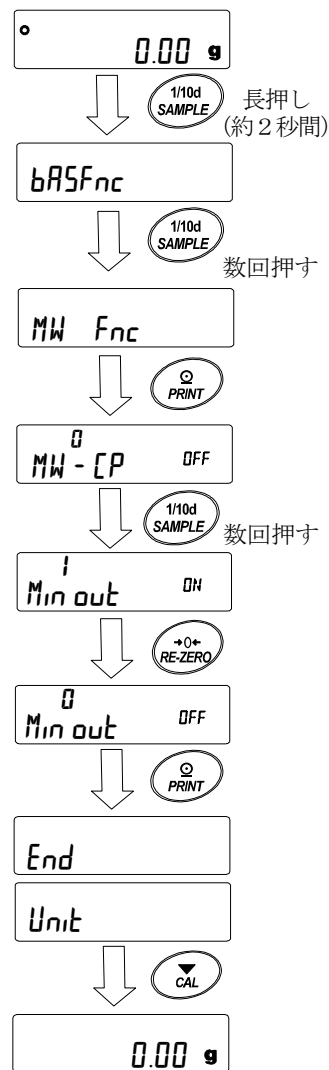 0.00 g
1/10d
SAMPLE
長押し
(約２秒間)
bASFnc
1/10d
SAMPLE
数回押す
MW Fnc
PRINT
0
MW-CP OFF
1/10d
SAMPLE
数回押す
1
Min out ON
→0←
RE-ZERO
0
Min out OFF
PRINT
End
Unit
CAL
0.00 g